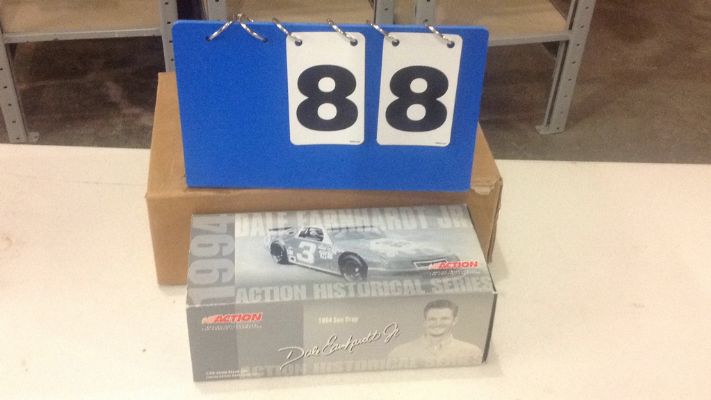 88
DALE EARNHARDT JR
1994
3
ACTION
ACTION HISTORICAL SERIES
ACTION
1994 Sun Drop
Dale Earnhardt Jr
ACTION HISTORICAL SERIES